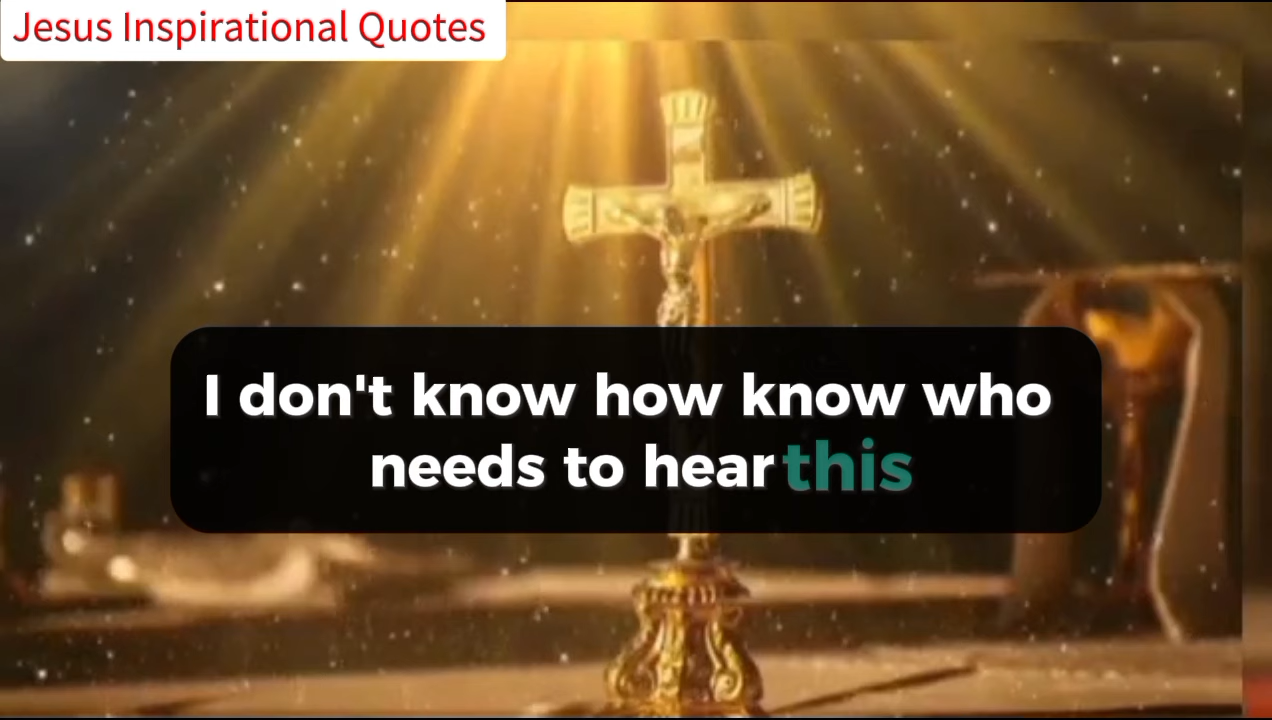 Jesus Inspirational Quotes
I don't know how know who
needs to hear this